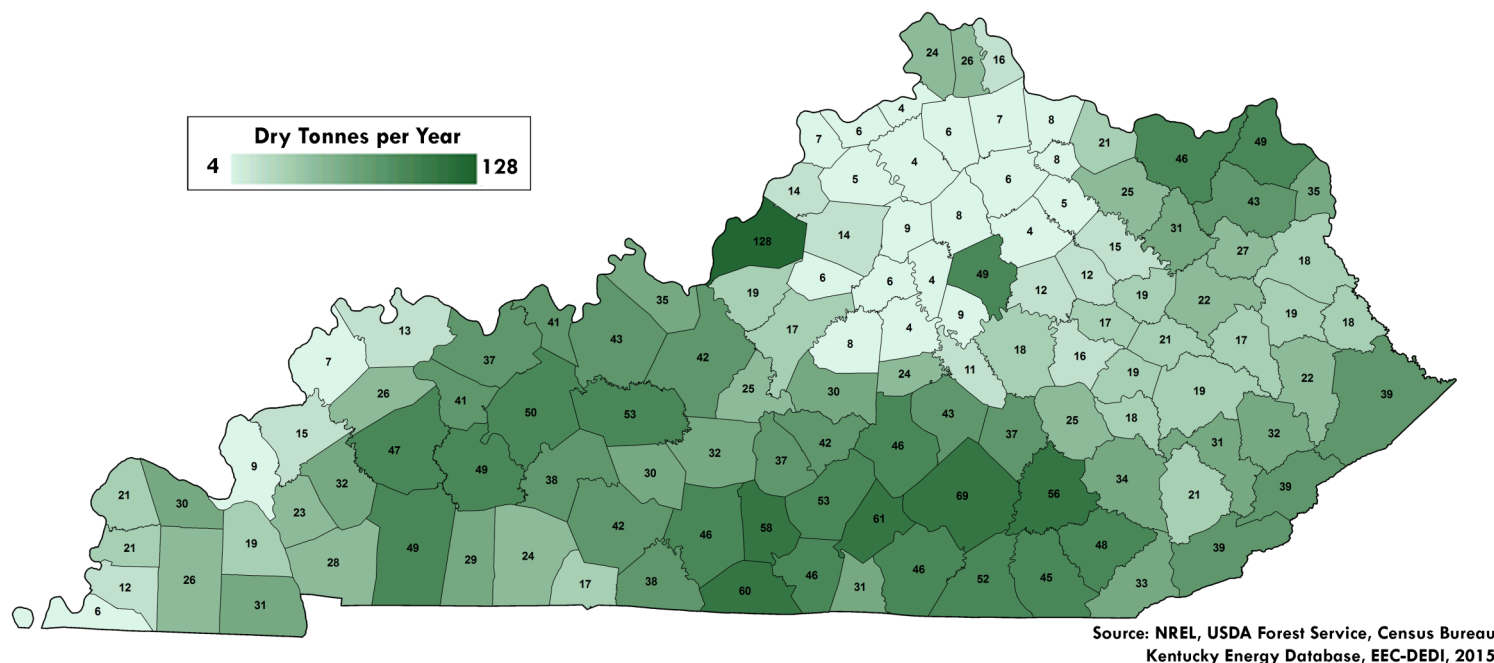 Dry Tonnes per Year
4 128
24 26 16
4
7 6 6 7 8
21 46 49
5 4 6 8
14 25 43 35
5
128 14 9 8 4 31
15 27 18
19 6 6 4 49 12 12
19 22 19 18
7 13 37 41 43 35 17 8 4 9
18 17 21 17
42 11 16
26 41 25 30 24 19 19 22 39
50 53 43 25 18
15 42 46 37 31 32
9 47 49 38 30 32 37
21 30 32 53 69 56 34 21 39
23 42 46 58 61
21 19 28 49 29 24 48 39
12 26 17 38 60 46 31 46 52 45 33
6 31
Source: NREL, USDA Forest Service, Census Bureau
Kentucky Energy Database, EEC-DEDI, 2015